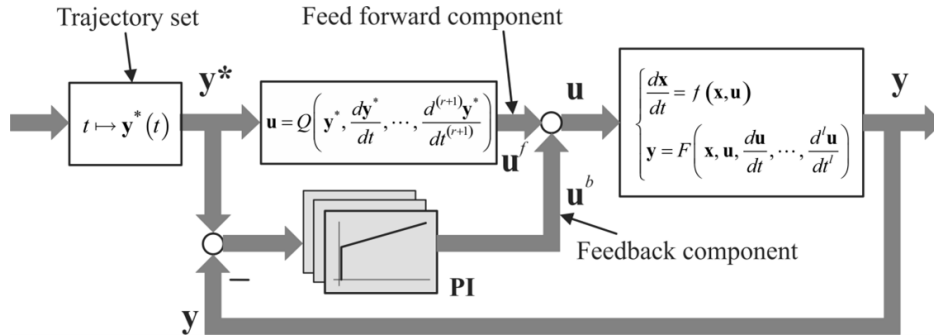 Trajectory set
Feed forward component
y*
u
y
t ↦ y*(t)
u = Q(y*, dy*/dt, ⋯, d^(r+1)y*/dt^(r+1))
u^f
{dx/dt = f(x,u)
y = F(x, u, du/dt, ⋯, d^l u/dt^l)
u^b
Feedback component
−
PI
y